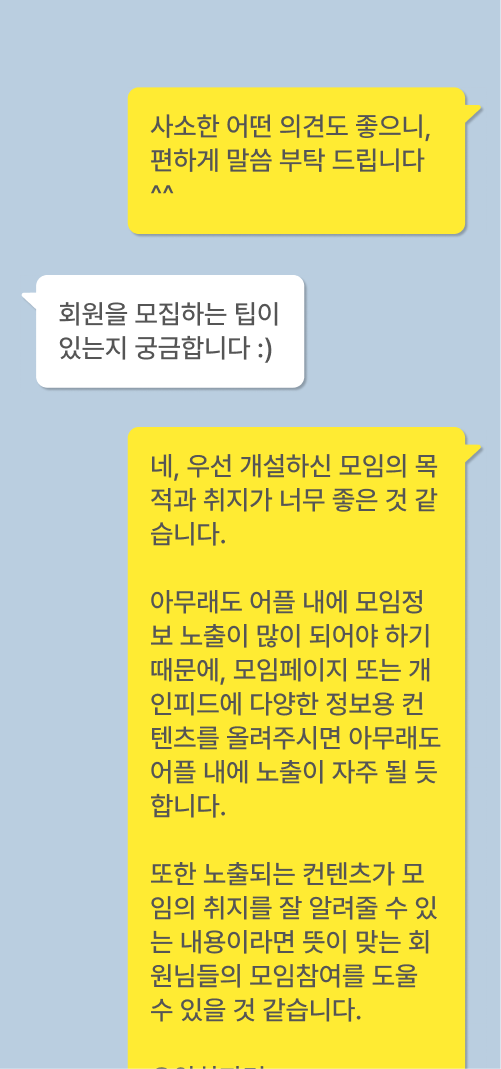 사소한 어떤 의견도 좋으니,
편하게 말씀 부탁 드립니다
^^
회원을 모집하는 팁이
있는지 궁금합니다 :)
네, 우선 개설하신 모임의 목
적과 취지가 너무 좋은 것 같
습니다.
아무래도 어플 내에 모임정
보 노출이 많이 되어야 하기
때문에, 모임페이지 또는 개
인피드에 다양한 정보용 컨
텐츠를 올려주시면 아무래도
어플 내에 노출이 자주 될 듯
합니다.
또한 노출되는 컨텐츠가 모
임의 취지를 잘 알려줄 수 있
는 내용이라면 뜻이 맞는 회
원님들의 모임참여를 도울
수 있을 것 같습니다.